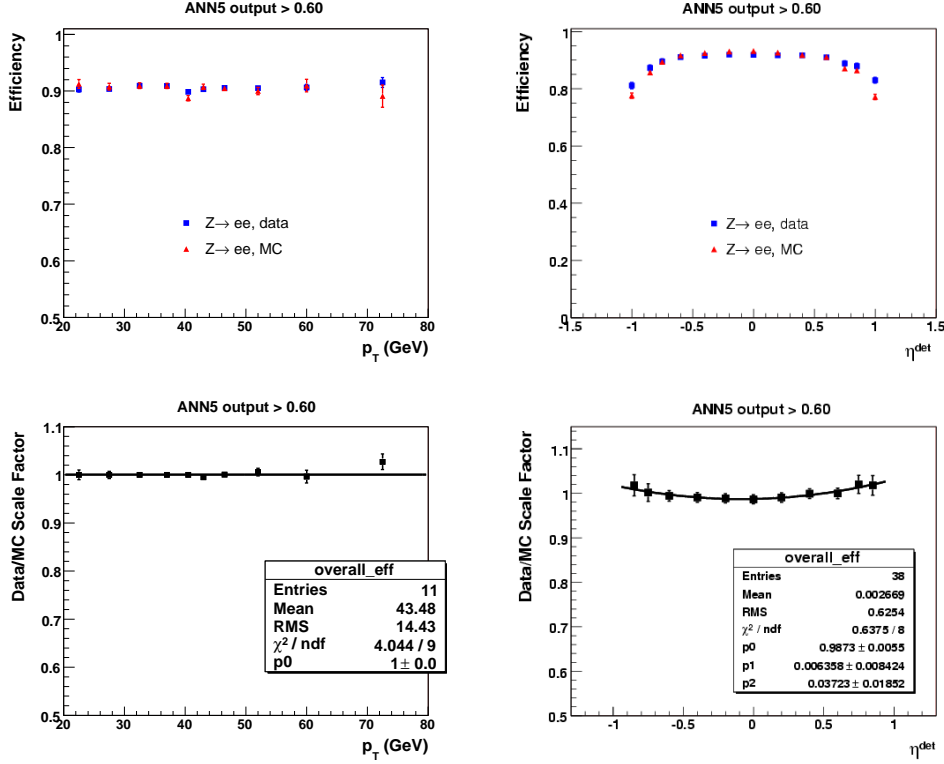 ANN5 output > 0.60
Efficiency
1
0.9
0.8
0.7
0.6
0.5
Z→ ee, data
Z→ ee, MC
20 30 40 50 60 70 80
p_T (GeV)
ANN5 output > 0.60
Efficiency
1
0.8
0.6
0.4
0.2
0
Z→ ee, data
Z→ ee, MC
-1.5 -1 -0.5 0 0.5 1 1.5
η^det
ANN5 output > 0.60
Data/MC Scale Factor
1.1
1
0.9
0.8
0.7
0.6
0.5
overall_eff
Entries 11
Mean 43.48
RMS 14.43
χ² / ndf 4.044 / 9
p0 1 ± 0.0
20 30 40 50 60 70 80
p_T (GeV)
ANN5 output > 0.60
Data/MC Scale Factor
1.1
1
0.9
0.8
0.7
0.6
0.5
overall_eff
Entries 38
Mean 0.002669
RMS 0.6254
χ² / ndf 0.6375 / 8
p0 0.9873 ± 0.0055
p1 0.006358 ± 0.008424
p2 0.03723 ± 0.01852
-1 -0.5 0 0.5 1
η^det